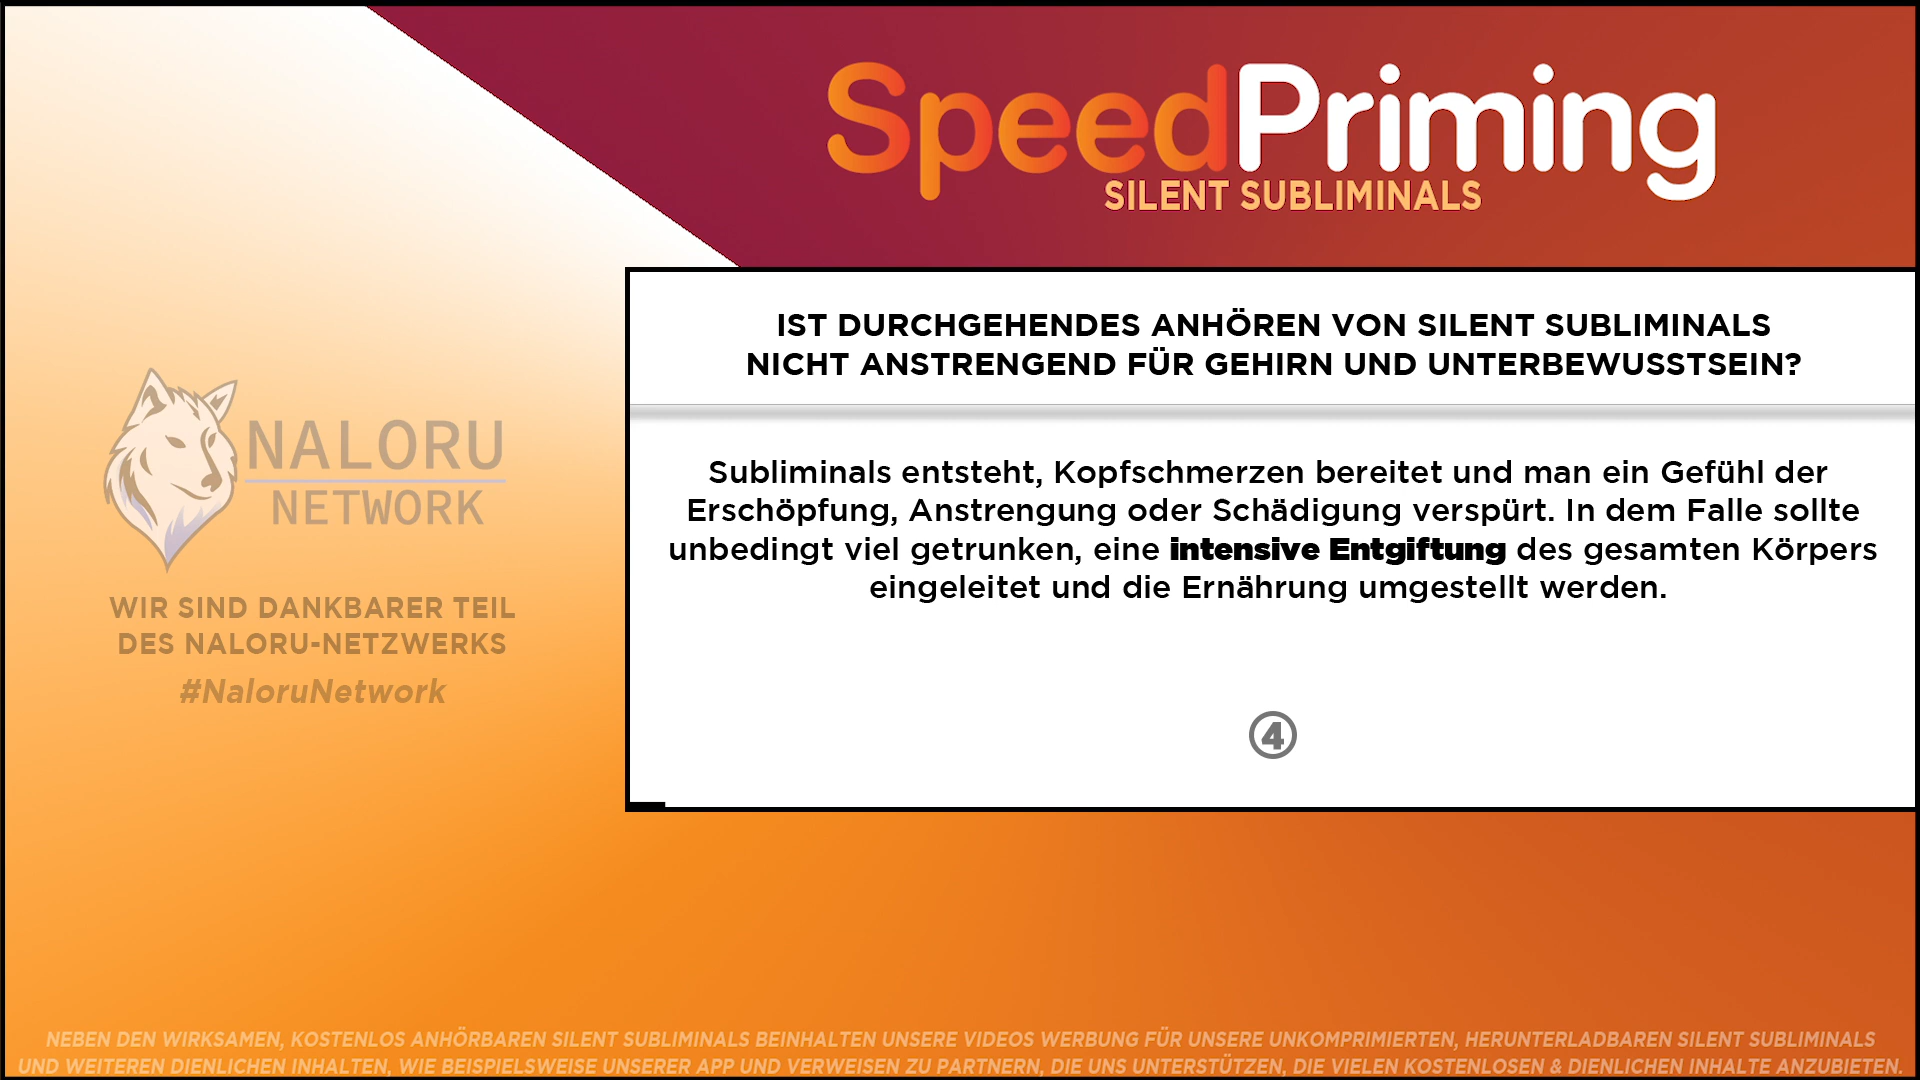 SpeedPriming
SILENT SUBLIMINALS
IST DURCHGEHENDES ANHÖREN VON SILENT SUBLIMINALS
NICHT ANSTRENGEND FÜR GEHIRN UND UNTERBEWUSSTSEIN?
Subliminals entsteht, Kopfschmerzen bereitet und man ein Gefühl der
Erschöpfung, Anstrengung oder Schädigung verspürt. In dem Falle sollte
unbedingt viel getrunken, eine intensive Entgiftung des gesamten Körpers
eingeleitet und die Ernährung umgestellt werden.
4
NALORU
NETWORK
WIR SIND DANKBARER TEIL
DES NALORU-NETZWERKS
#NaloruNetwork
NEBEN DEN WIRKSAMEN, KOSTENLOS ANHÖRBAREN SILENT SUBLIMINALS BEINHALTEN UNSERE VIDEOS WERBUNG FÜR UNSERE UNKOMPRIMIERTEN, HERUNTERLADBAREN SILENT SUBLIMINALS
UND WEITEREN DIENLICHEN INHALTEN, WIE BEISPIELSWEISE UNSERER APP UND VERWEISEN ZU PARTNERN, DIE UNS UNTERSTÜTZEN, DIE VIELEN KOSTENLOSEN & DIENLICHEN INHALTE ANZUBIETEN.